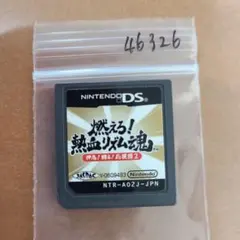 46326
NINTENDO DS
燃えろ!
熱血リズム魂
押忍!闘え!応援団2
Nintendo
NTR-AOZJ-JPN